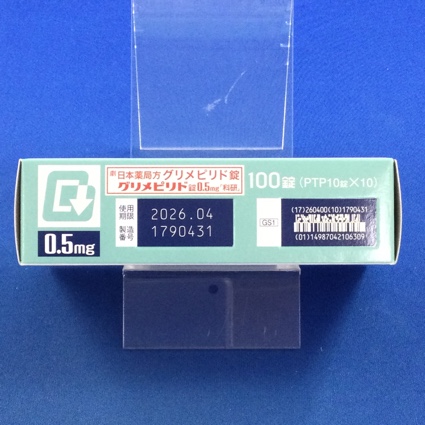 ※日本薬局方 グリメピリド錠
グリメピリド錠0.5mg「科研」
100錠(PTP10錠×10)
0.5mg
使用
期限
2026.04
製造
番号
1790431
GS1
(17)260400(10)1790431
(01)14987042106309